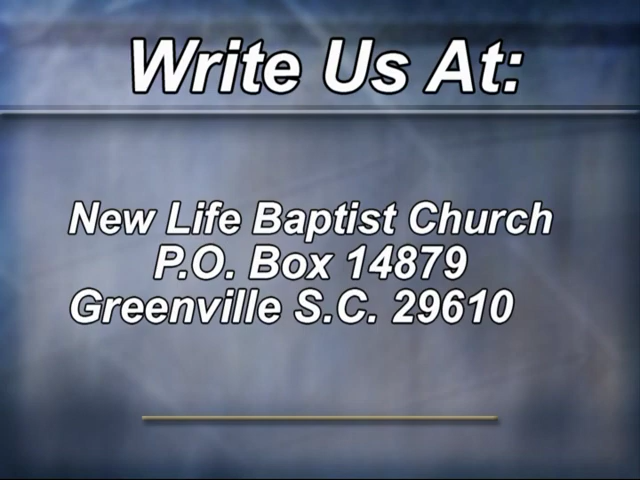 Write Us At:
New Life Baptist Church
P.O. Box 14879
Greenville S.C. 29610